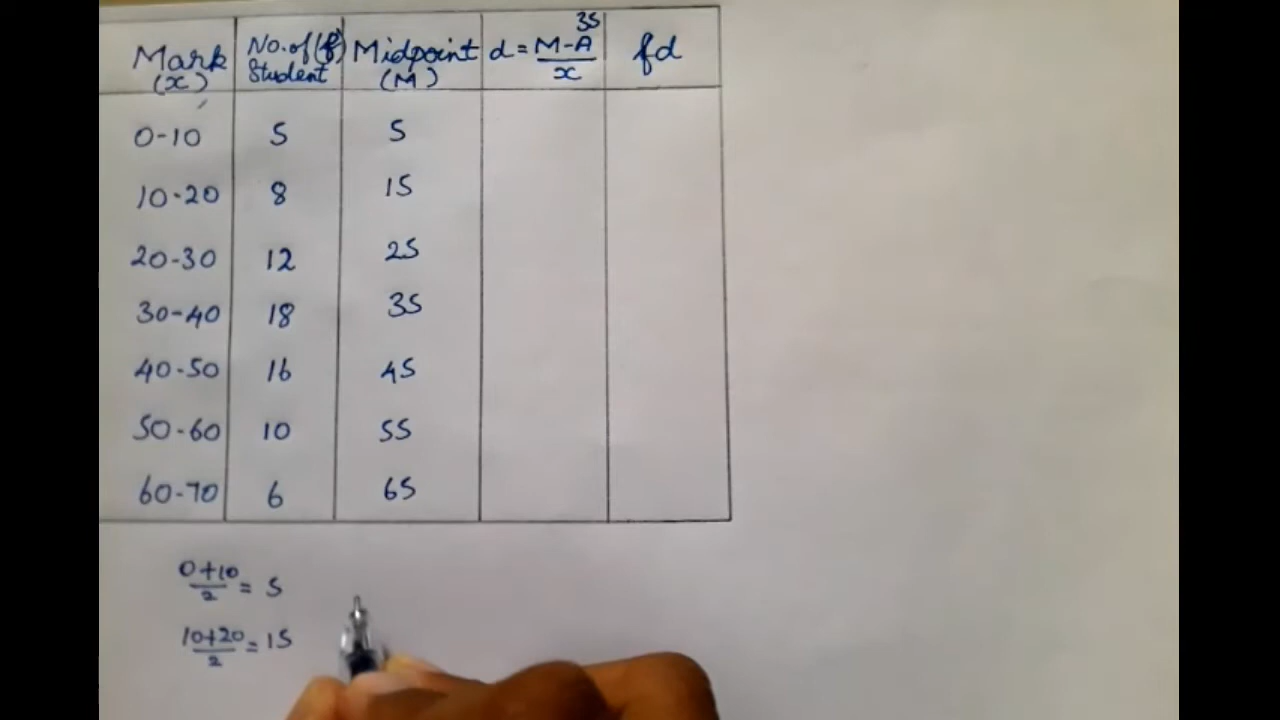 Mark (x) No. of (f) Student Midpoint (M) d = M-A 35 / x fd
0-10 5 5
10-20 8 15
20-30 12 25
30-40 18 35
40-50 16 45
50-60 10 55
60-70 6 65
0+10/2 = 5
10+20/2 = 15